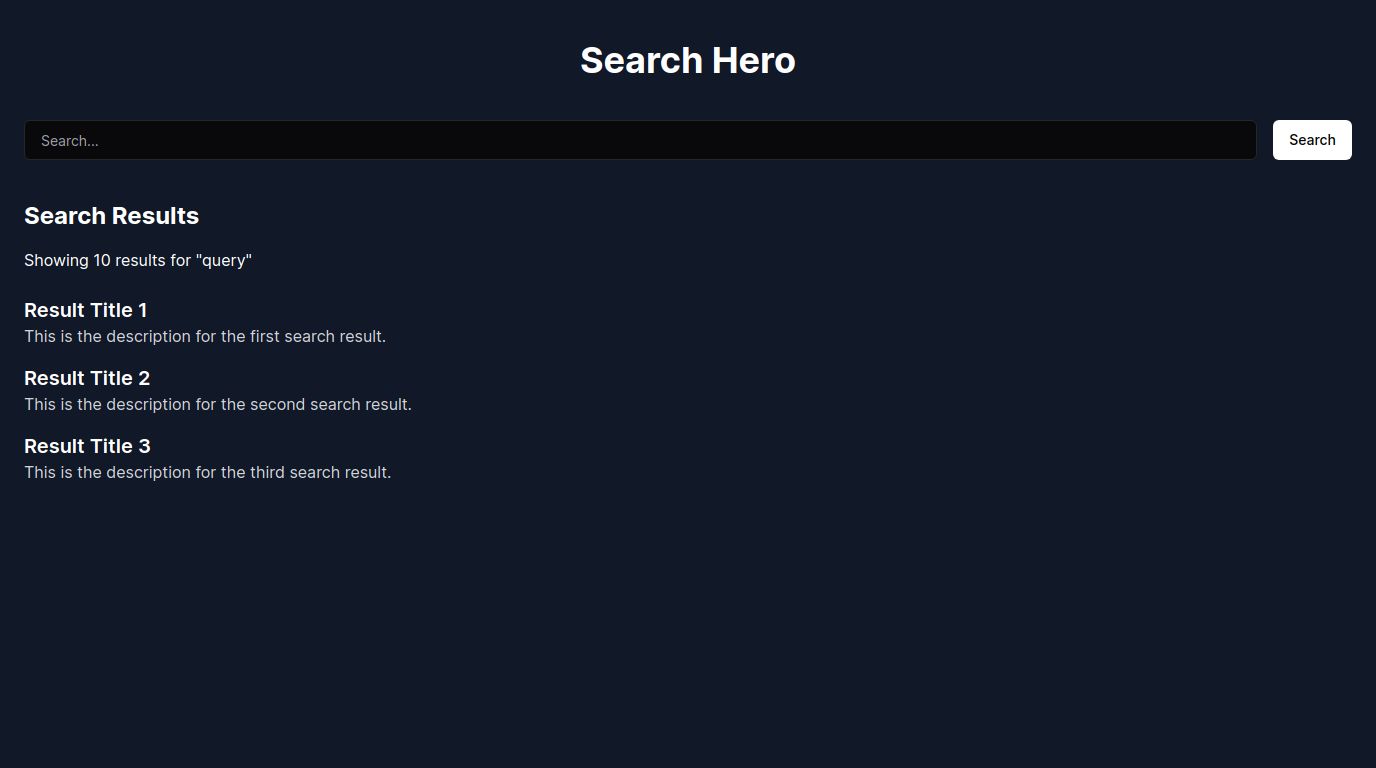 Search Hero
Search...
Search
Search Results
Showing 10 results for "query"
Result Title 1
This is the description for the first search result.
Result Title 2
This is the description for the second search result.
Result Title 3
This is the description for the third search result.